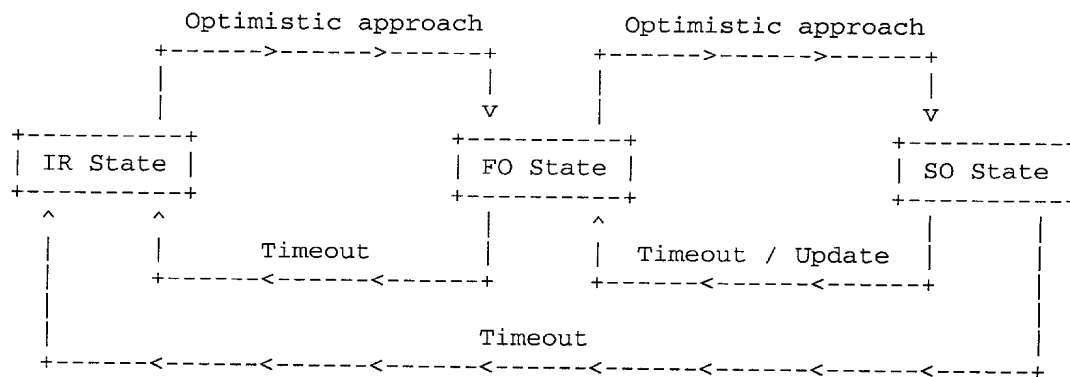 Optimistic approach Optimistic approach
IR State FO State SO State
Timeout Timeout / Update
Timeout